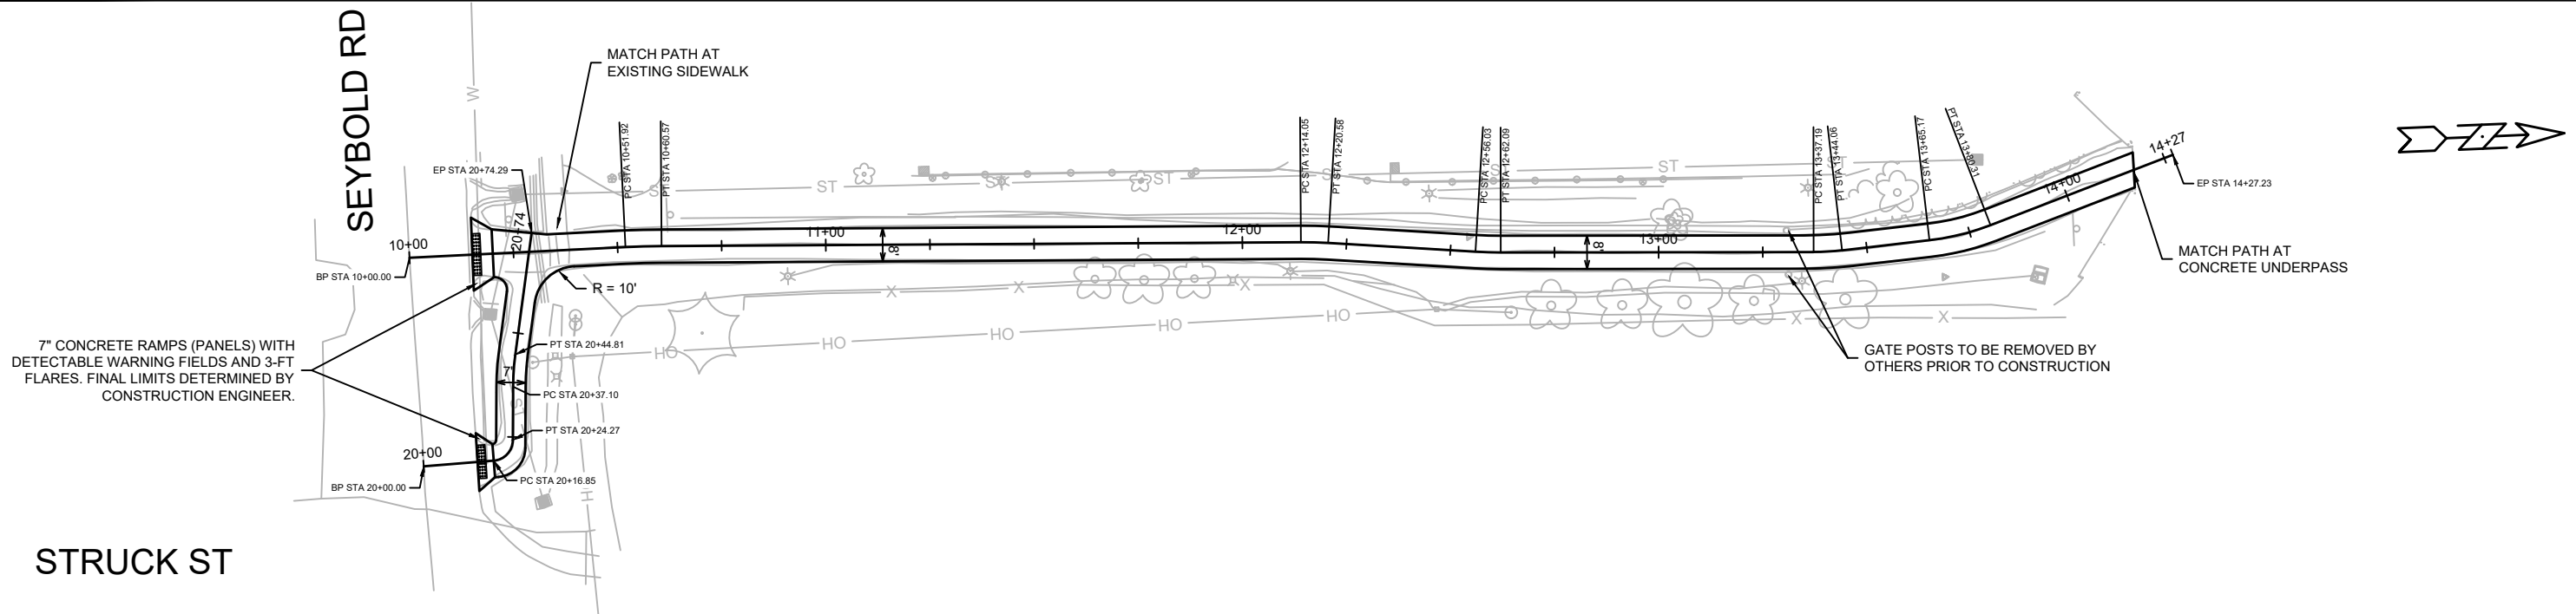 SEYBOLD RD
STRUCK ST
MATCH PATH AT
EXISTING SIDEWALK
W
EP STA 20+74.29
20+74
10+00
BP STA 10+00.00
R = 10'
7" CONCRETE RAMPS (PANELS) WITH
DETECTABLE WARNING FIELDS AND 3-FT
FLARES. FINAL LIMITS DETERMINED BY
CONSTRUCTION ENGINEER.
7'
PT STA 20+44.81
PC STA 20+37.10
PT STA 20+24.27
PC STA 20+16.85
20+00
BP STA 20+00.00
PC STA 10+51.92
PT STA 10+60.57
11+00
8'
12+00
PC STA 12+14.05
PT STA 12+20.58
PC STA 12+56.03
PT STA 12+62.09
8'
13+00
PC STA 13+37.19
PT STA 13+44.06
PC STA 13+65.17
PT STA 13+80.31
14+00
14+27
EP STA 14+27.23
MATCH PATH AT
CONCRETE UNDERPASS
GATE POSTS TO BE REMOVED BY
OTHERS PRIOR TO CONSTRUCTION
ST
ST
ST
X
X
X
X
X
HO
HO
HO
HO
HO
H
Z